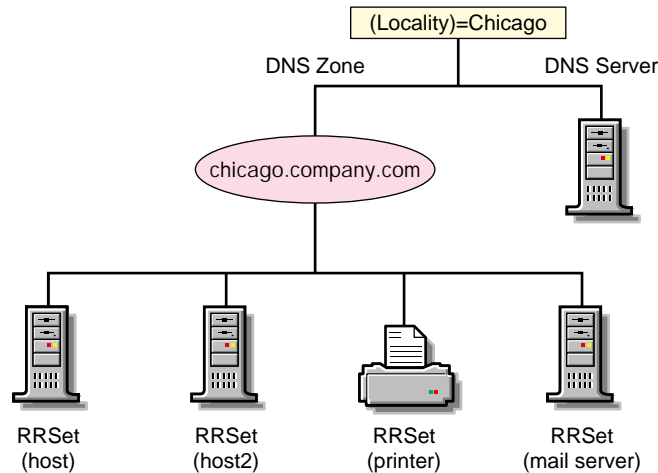 (Locality)=Chicago
DNS Zone
DNS Server
chicago.company.com
RRSet
(host)
RRSet
(host2)
RRSet
(printer)
RRSet
(mail server)